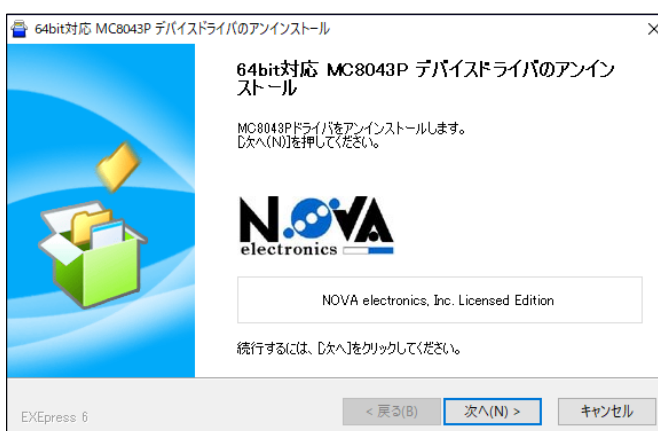 64bit対応 MC8043P デバイスドライバのアンインストール
64bit対応 MC8043P デバイスドライバのアンイン
ストール
MC8043Pドライバをアンインストールします。
[次へ(N)]を押してください。
NOVA
electronics
NOVA electronics, Inc. Licensed Edition
続行するには、[次へ]をクリックしてください。
EXEpress 6
< 戻る(B)
次へ(N) >
キャンセル